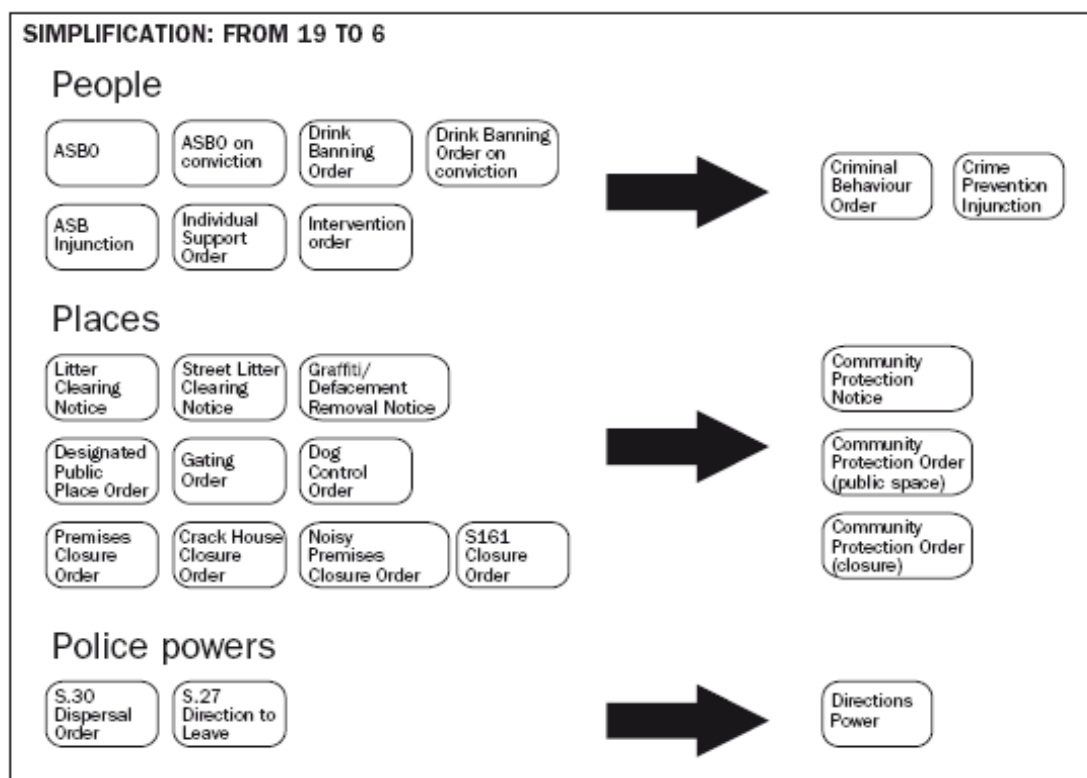 SIMPLIFICATION: FROM 19 TO 6
People
ASBO
ASBO on
conviction
Drink
Banning
Order
Drink Banning
Order on
conviction
ASB
Injunction
Individual
Support
Order
Intervention
order
Criminal
Behaviour
Order
Crime
Prevention
Injunction
Places
Litter
Clearing
Notice
Street Litter
Clearing
Notice
Graffiti/
Defacement
Removal Notice
Designated
Public
Place Order
Gating
Order
Dog
Control
Order
Premises
Closure
Order
Crack House
Closure
Order
Noisy
Premises
Closure Order
S161
Closure
Order
Community
Protection
Notice
Community
Protection Order
(public space)
Community
Protection Order
(closure)
Police powers
S.30
Dispersal
Order
S.27
Direction to
Leave
Directions
Power